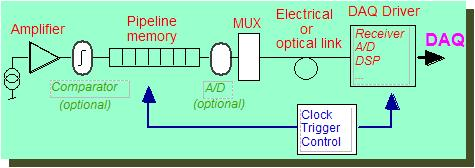 Amplifier
Pipeline
memory
MUX
Electrical
or
optical link
DAQ Driver
Receiver
A/D
DSP
...
DAQ
Comparator
(optional)
A/D
(optional)
Clock
Trigger
Control